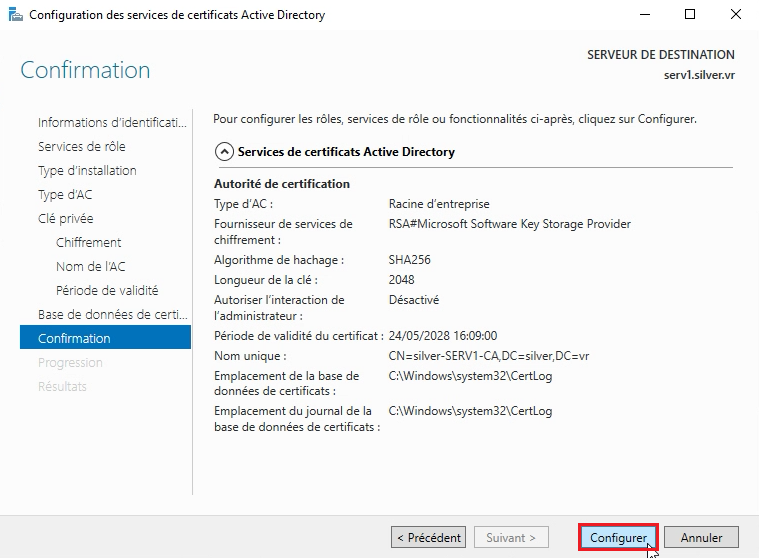 Configuration des services de certificats Active Directory
Confirmation
SERVEUR DE DESTINATION
serv1.silver.vr
Informations d'identificati...
Services de rôle
Type d'installation
Type d'AC
Clé privée
Chiffrement
Nom de l'AC
Période de validité
Base de données de certi...
Confirmation
Progression
Résultats
Pour configurer les rôles, services de rôle ou fonctionnalités ci-après, cliquez sur Configurer.
Services de certificats Active Directory
Autorité de certification
Type d'AC : Racine d'entreprise
Fournisseur de services de RSA#Microsoft Software Key Storage Provider
chiffrement :
Algorithme de hachage : SHA256
Longueur de la clé : 2048
Autoriser l'interaction de Désactivé
l'administrateur :
Période de validité du certificat : 24/05/2028 16:09:00
Nom unique : CN=silver-SERV1-CA,DC=silver,DC=vr
Emplacement de la base de C:\Windows\system32\CertLog
données de certificats :
Emplacement du journal de la C:\Windows\system32\CertLog
base de données de certificats :
< Précédent Suivant > Configurer Annuler